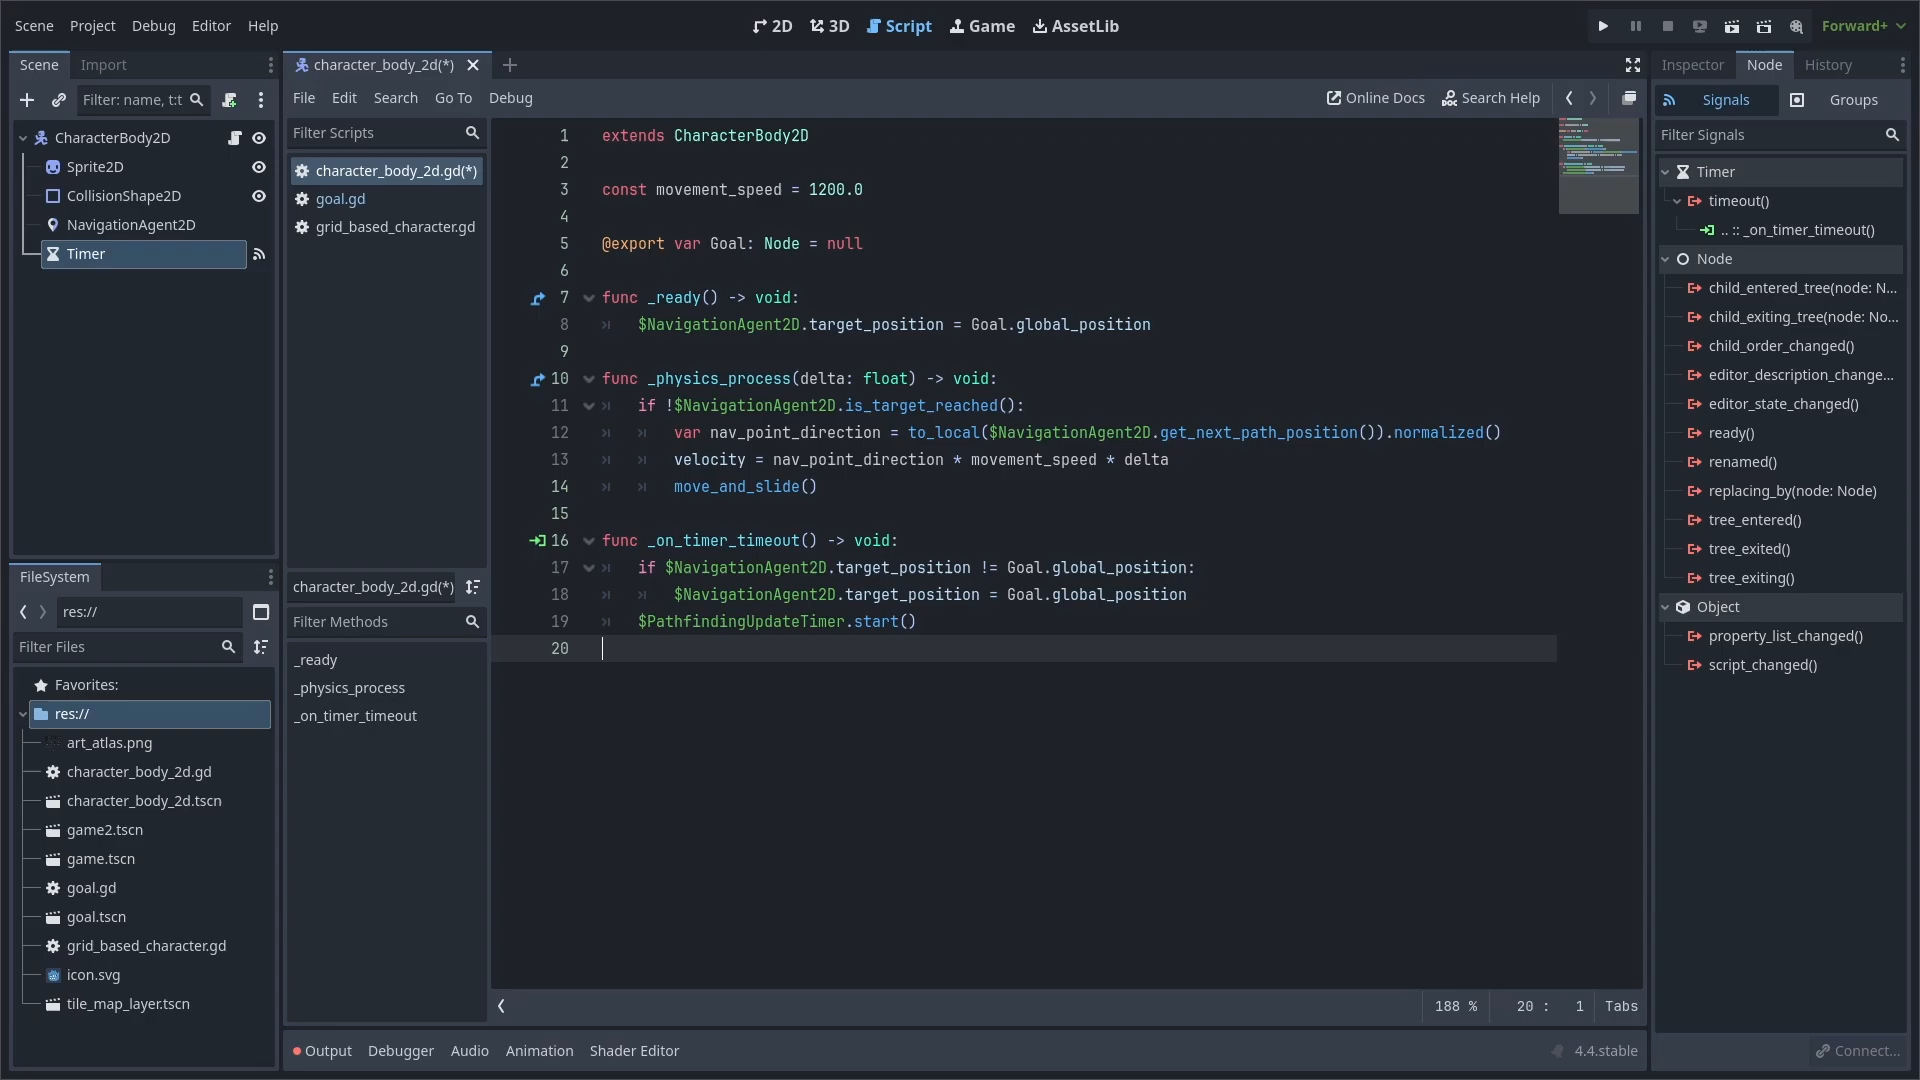 Scene Project Debug Editor Help
2D 3D Script Game AssetLib
Forward+
Scene Import
Filter: name, t:t
CharacterBody2D
Sprite2D
CollisionShape2D
NavigationAgent2D
Timer
FileSystem
res://
Filter Files
Favorites:
res://
art_atlas.png
character_body_2d.gd
character_body_2d.tscn
game2.tscn
game.tscn
goal.gd
goal.tscn
grid_based_character.gd
icon.svg
tile_map_layer.tscn
character_body_2d(*)
File Edit Search Go To Debug
Online Docs Search Help
Filter Scripts
character_body_2d.gd(*)
goal.gd
grid_based_character.gd
character_body_2d.gd(*)
Filter Methods
_ready
_physics_process
_on_timer_timeout
1 extends CharacterBody2D
2
3 const movement_speed = 1200.0
4
5 @export var Goal: Node = null
6
7 func _ready() -> void:
8 $NavigationAgent2D.target_position = Goal.global_position
9
10 func _physics_process(delta: float) -> void:
11 if !$NavigationAgent2D.is_target_reached():
12 var nav_point_direction = to_local($NavigationAgent2D.get_next_path_position()).normalized()
13 velocity = nav_point_direction * movement_speed * delta
14 move_and_slide()
15
16 func _on_timer_timeout() -> void:
17 if $NavigationAgent2D.target_position != Goal.global_position:
18 $NavigationAgent2D.target_position = Goal.global_position
19 $PathfindingUpdateTimer.start()
20
188 % 20 : 1 Tabs
Output Debugger Audio Animation Shader Editor
4.4.stable
Inspector Node History
Signals Groups
Filter Signals
Timer
timeout()
.. :: _on_timer_timeout()
Node
child_entered_tree(node: N...
child_exiting_tree(node: No...
child_order_changed()
editor_description_change...
editor_state_changed()
ready()
renamed()
replacing_by(node: Node)
tree_entered()
tree_exited()
tree_exiting()
Object
property_list_changed()
script_changed()
Connect...